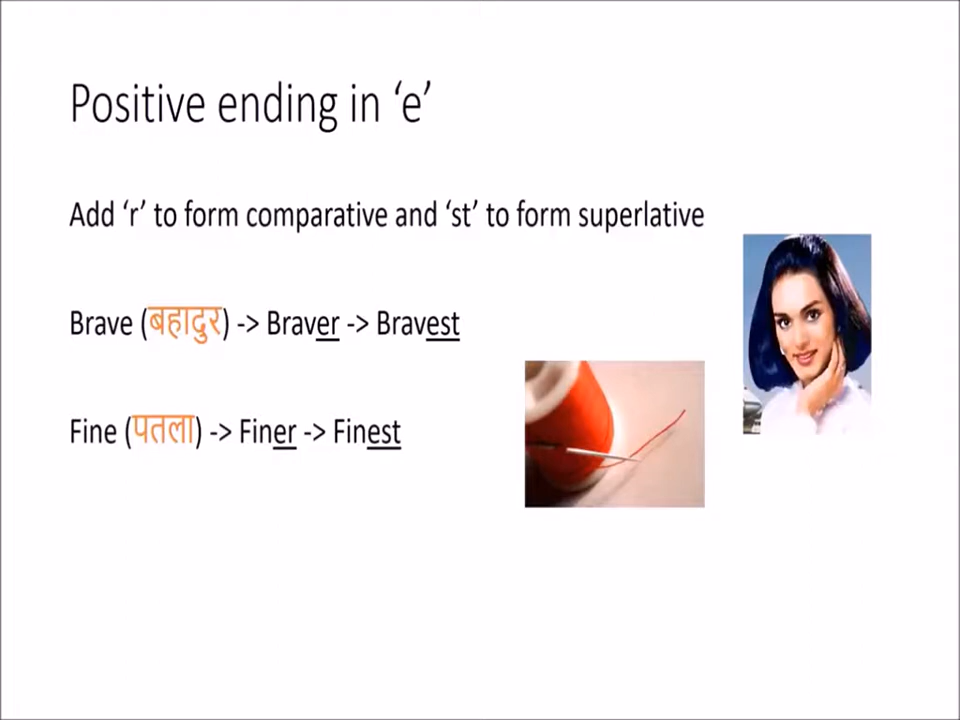 Positive ending in ‘e’
Add ‘r’ to form comparative and ‘st’ to form superlative
Brave (बहादुर) -> Braver -> Bravest
Fine (पतला) -> Finer -> Finest